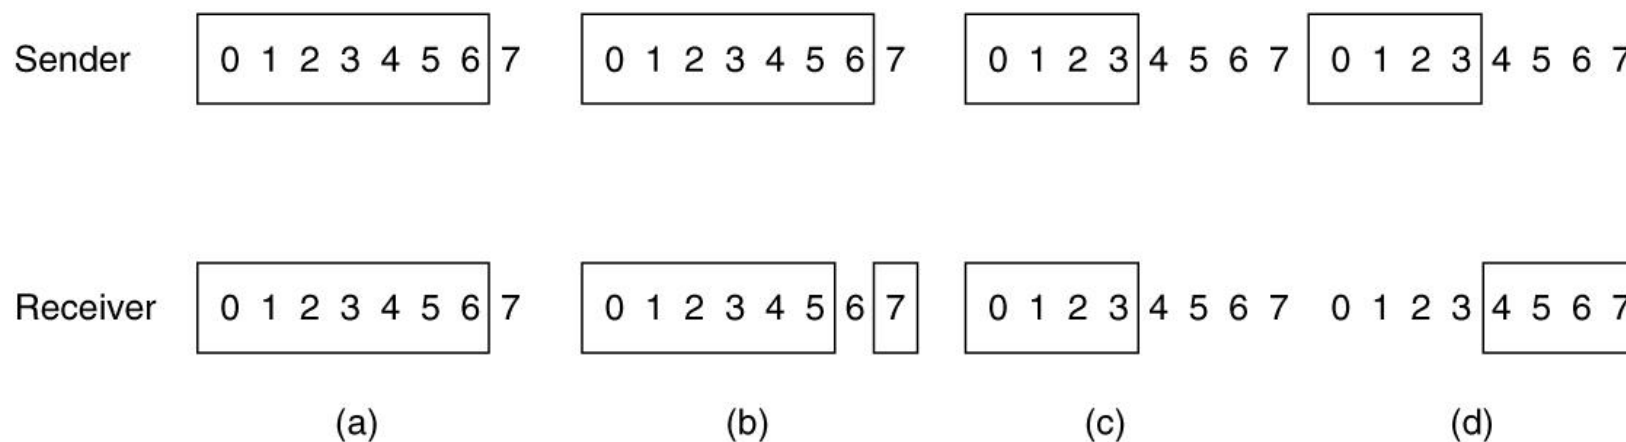 Sender 0 1 2 3 4 5 6 7 0 1 2 3 4 5 6 7 0 1 2 3 4 5 6 7 0 1 2 3 4 5 6 7
Receiver 0 1 2 3 4 5 6 7 0 1 2 3 4 5 6 7 0 1 2 3 4 5 6 7 0 1 2 3 4 5 6 7
(a) (b) (c) (d)